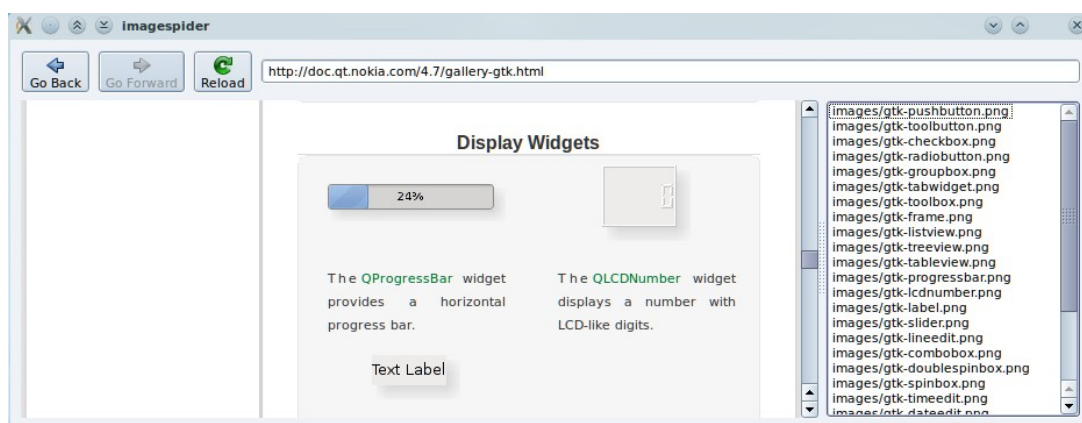 imagespider
Go Back
Go Forward
Reload
http://doc.qt.nokia.com/4.7/gallery-gtk.html
Display Widgets
24%
0
The QProgressBar widget
provides a horizontal
progress bar.
The QLCDNumber widget
displays a number with
LCD-like digits.
Text Label
images/gtk-pushbutton.png
images/gtk-toolbutton.png
images/gtk-checkbox.png
images/gtk-radiobutton.png
images/gtk-groupbox.png
images/gtk-tabwidget.png
images/gtk-toolbox.png
images/gtk-frame.png
images/gtk-listview.png
images/gtk-treeview.png
images/gtk-tableview.png
images/gtk-progressbar.png
images/gtk-lcdnumber.png
images/gtk-label.png
images/gtk-slider.png
images/gtk-lineedit.png
images/gtk-combobox.png
images/gtk-doublespinbox.png
images/gtk-spinbox.png
images/gtk-timeedit.png
images/gtk-dateedit.png